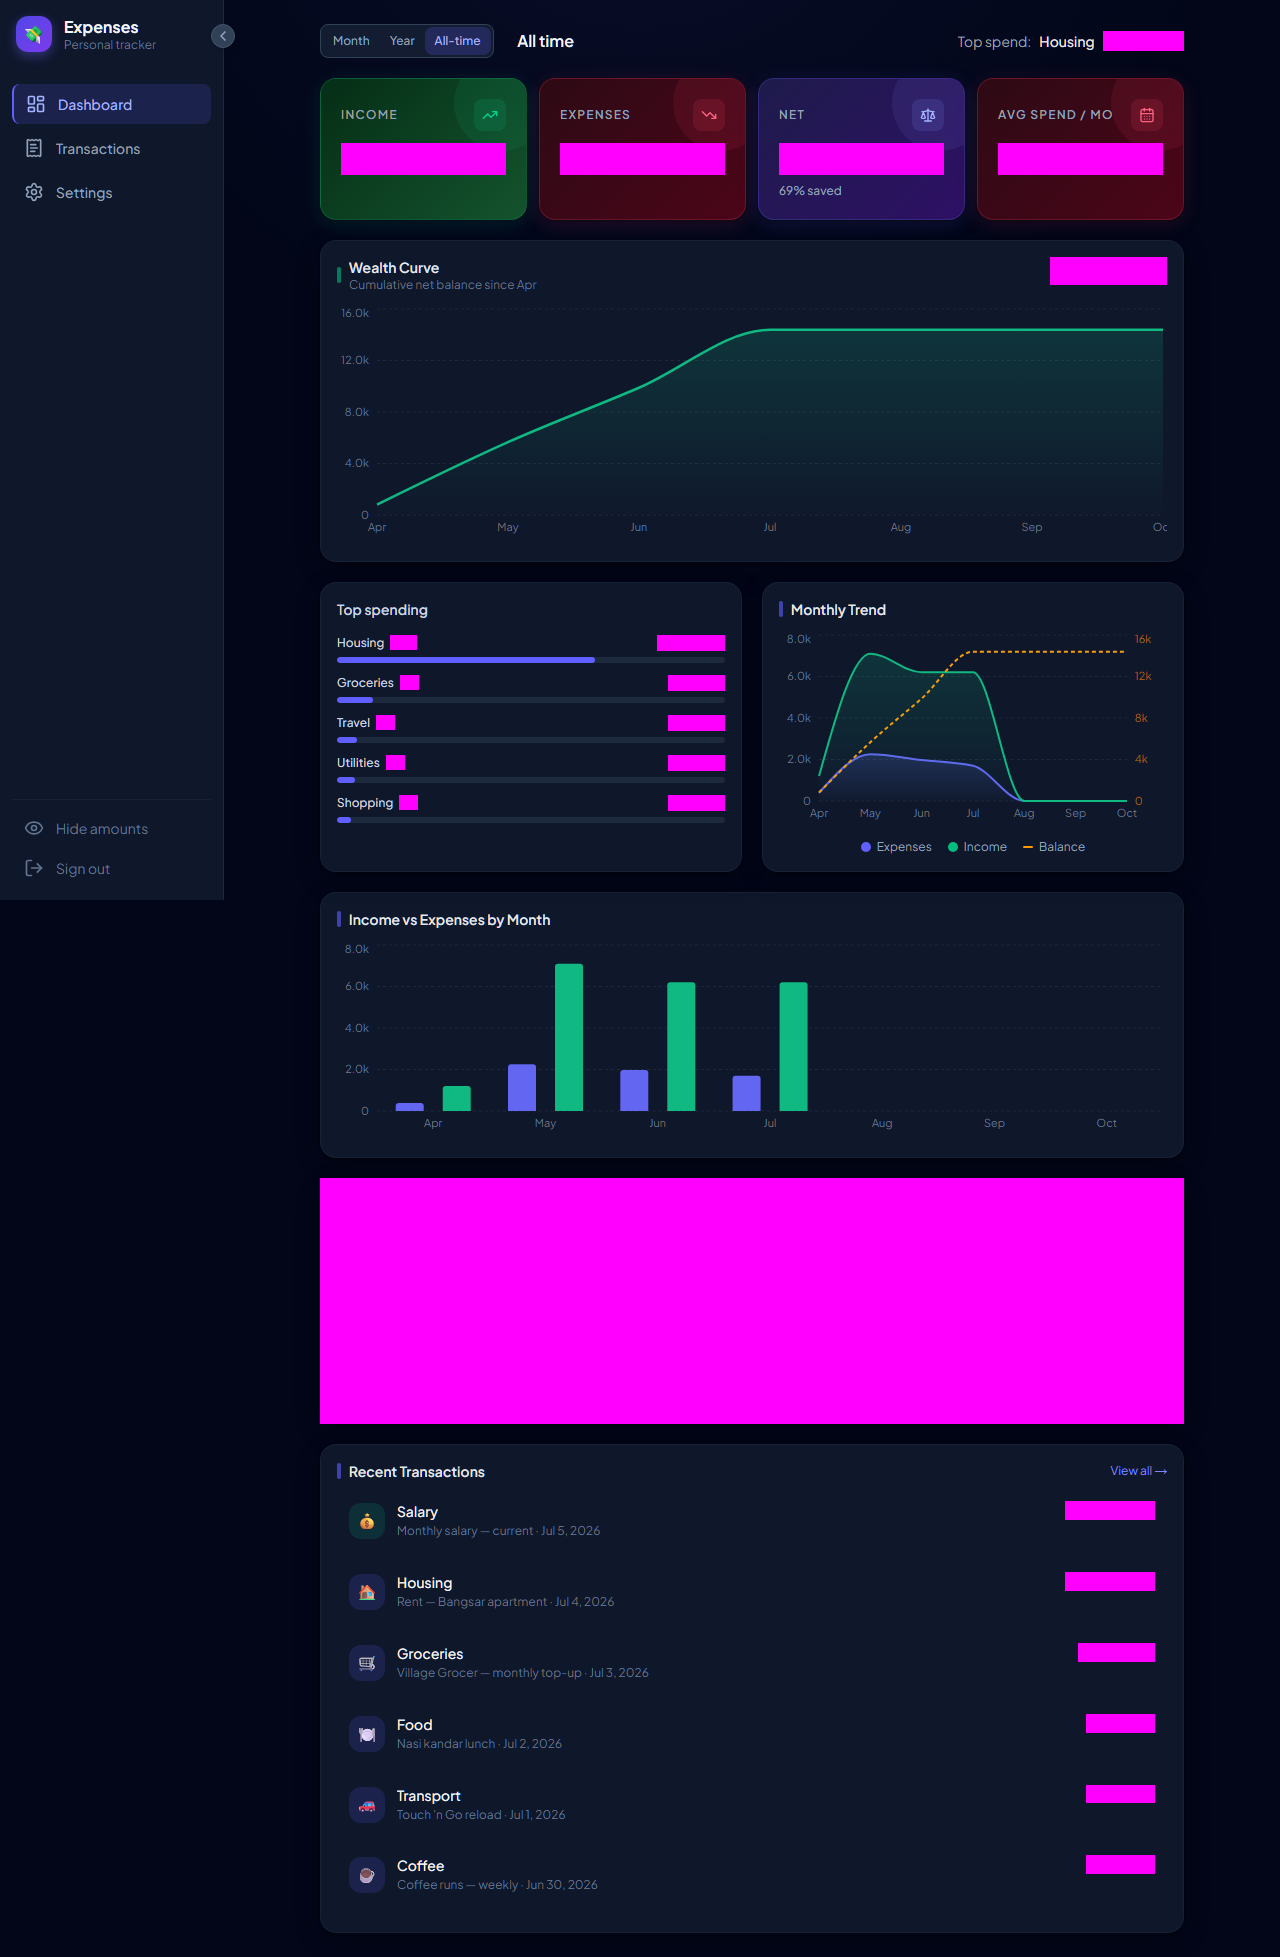 Expenses
Personal tracker
Dashboard
Transactions
Settings
Hide amounts
Sign out
Month Year All-time All time Top spend: Housing
INCOME
EXPENSES
NET
69% saved
AVG SPEND / MO
Wealth Curve
Cumulative net balance since Apr
16.0k
12.0k
8.0k
4.0k
0
Apr May Jun Jul Aug Sep Oc
Top spending
Housing
Groceries
Travel
Utilities
Shopping
Monthly Trend
8.0k 16k
6.0k 12k
4.0k 8k
2.0k 4k
0 0
Apr May Jun Jul Aug Sep Oct
Expenses Income Balance
Income vs Expenses by Month
8.0k
6.0k
4.0k
2.0k
0
Apr May Jun Jul Aug Sep Oct
Recent Transactions View all →
Salary
Monthly salary — current · Jul 5, 2026
Housing
Rent — Bangsar apartment · Jul 4, 2026
Groceries
Village Grocer — monthly top-up · Jul 3, 2026
Food
Nasi kandar lunch · Jul 2, 2026
Transport
Touch 'n Go reload · Jul 1, 2026
Coffee
Coffee runs — weekly · Jun 30, 2026